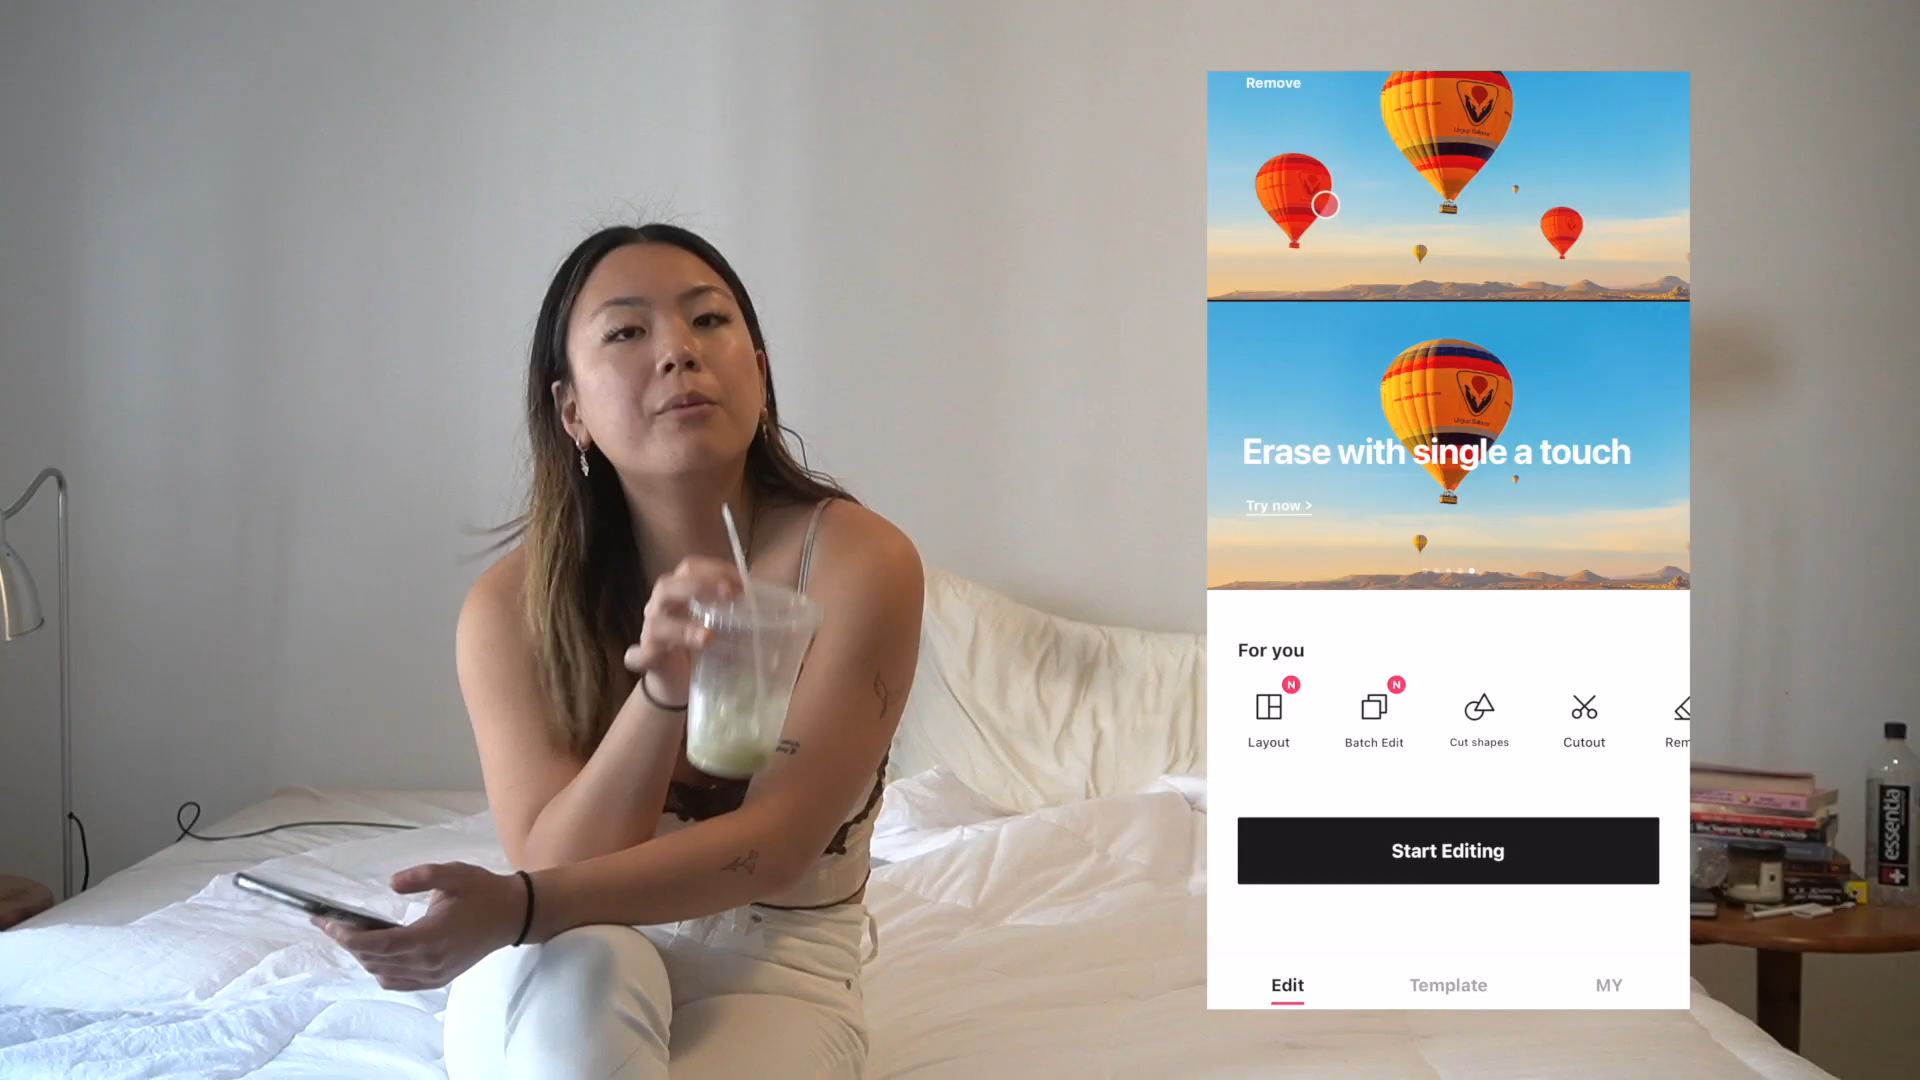 Remove
Erase with single a touch
Try now >
For you
N
N
Layout
Batch Edit
Cut shapes
Cutout
Rem
Start Editing
Edit
Template
MY
essentia